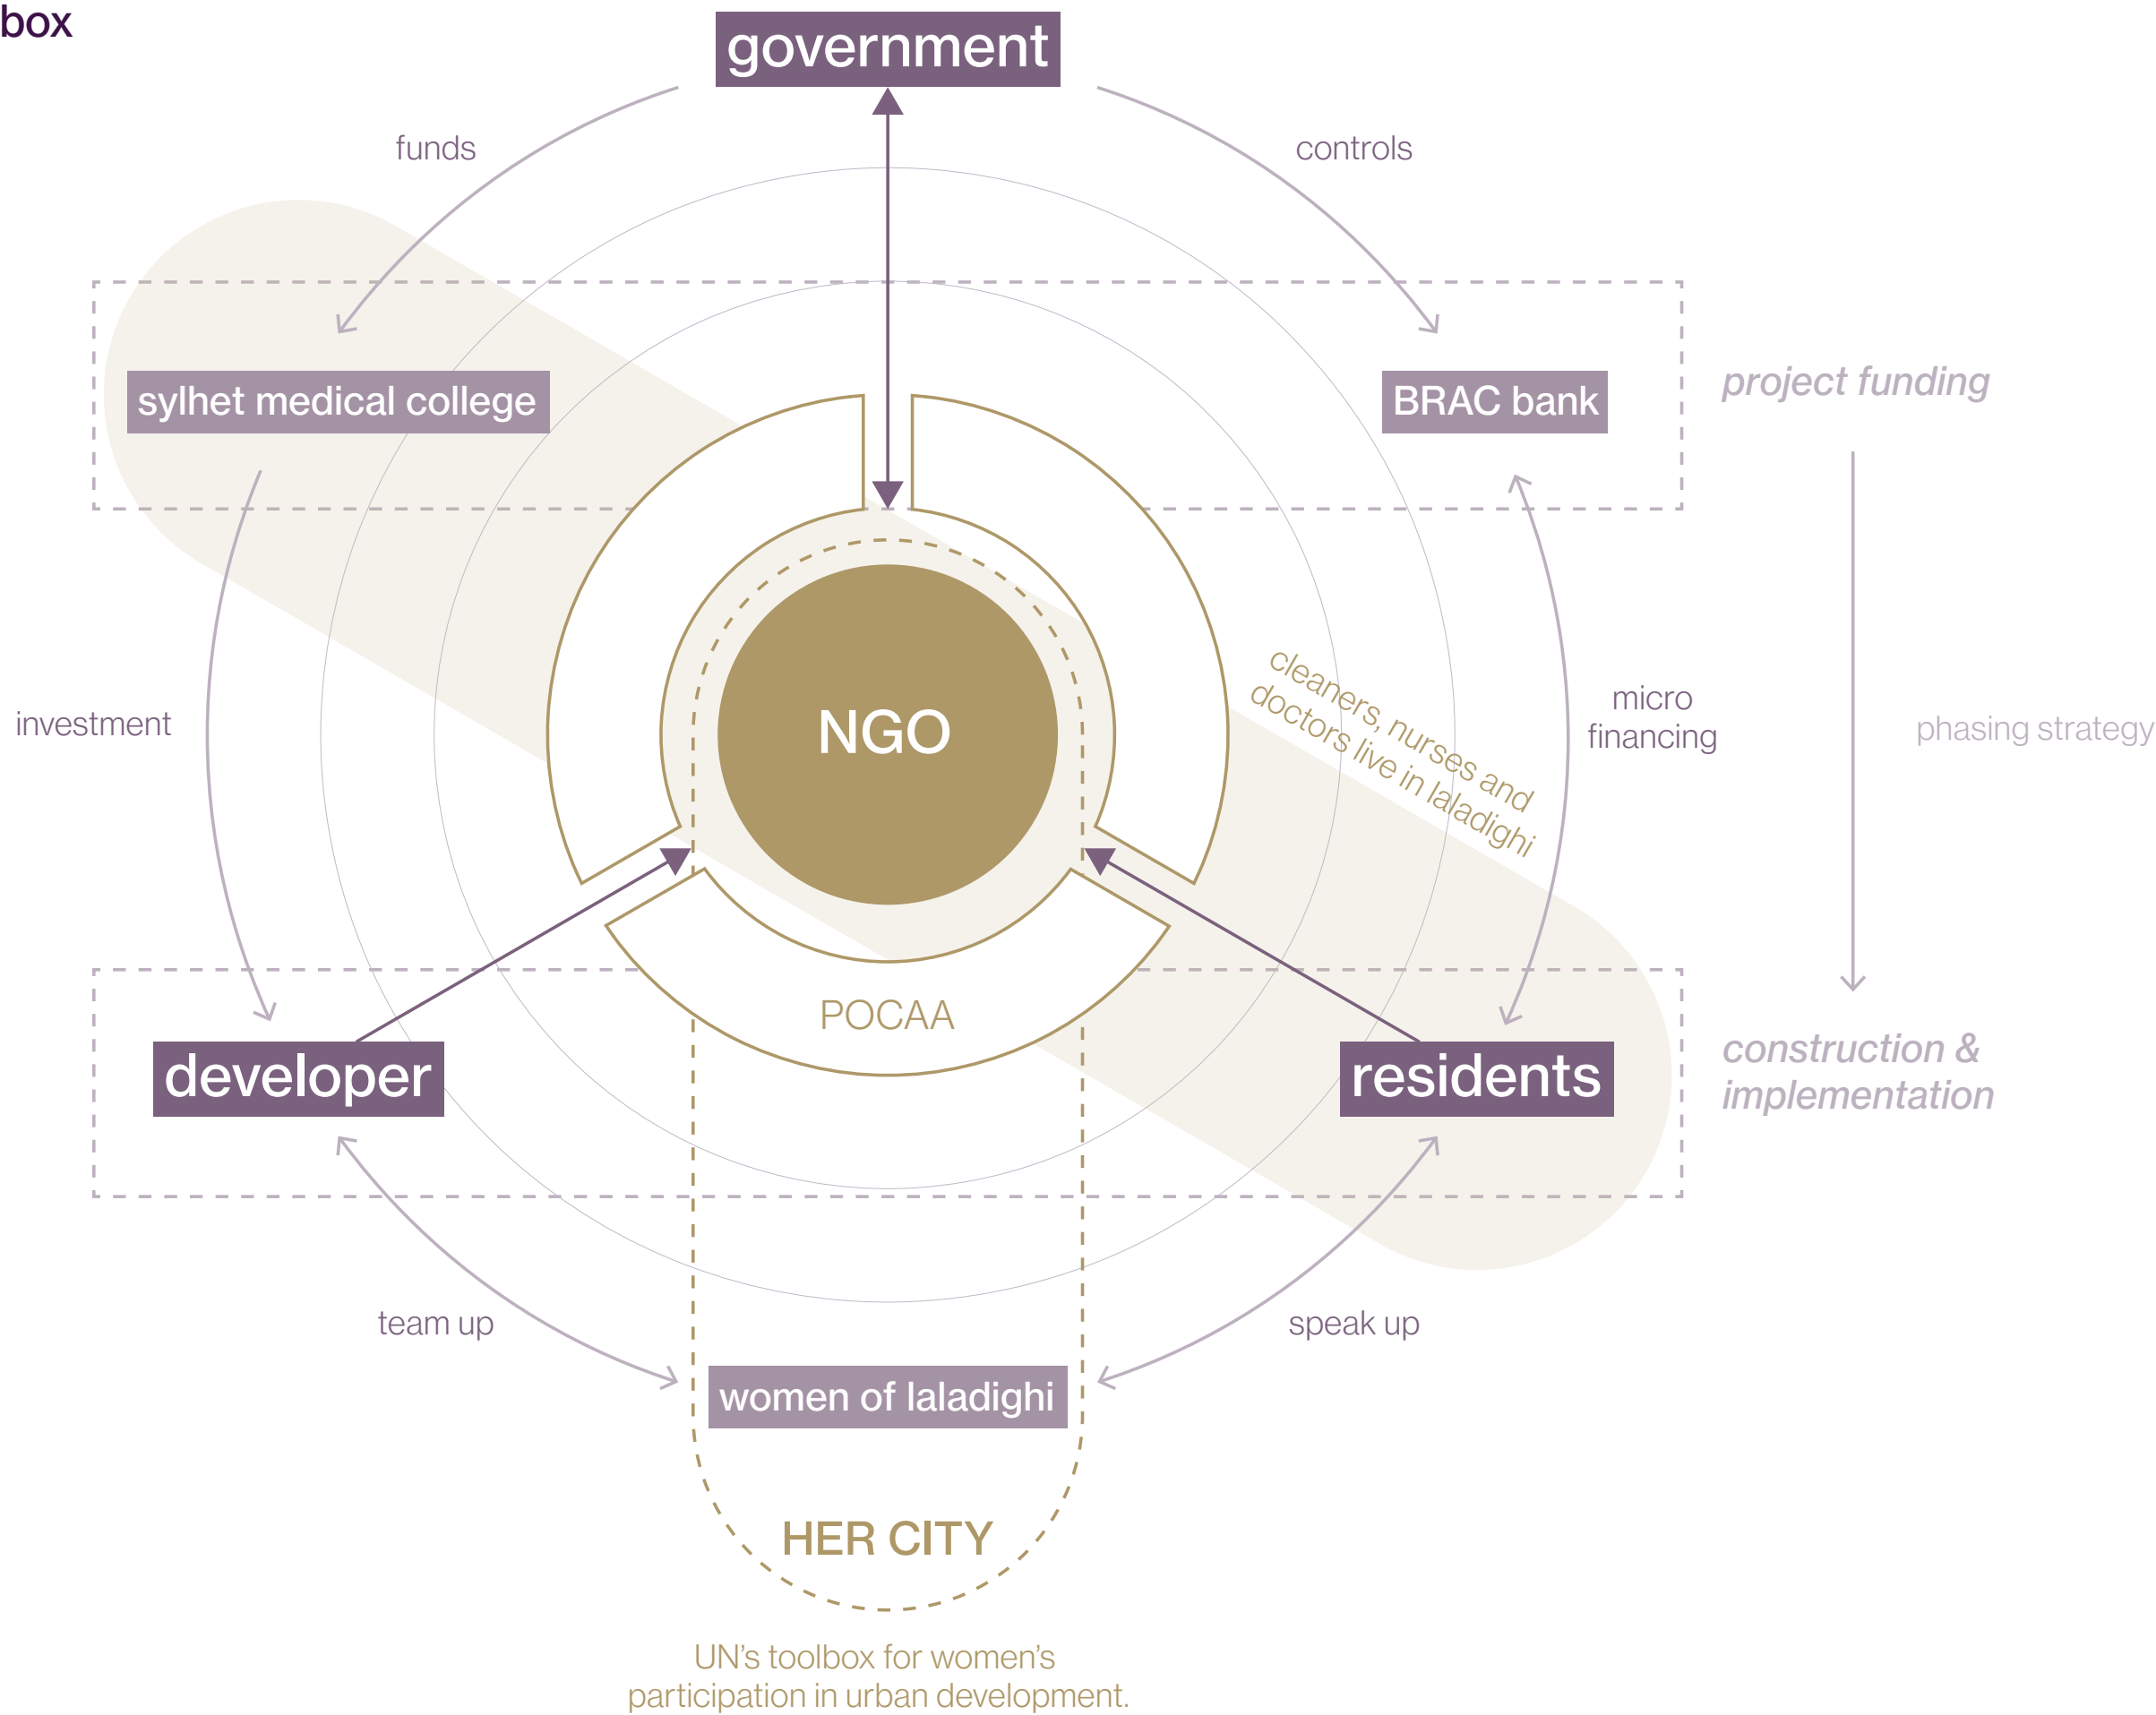 box
government
funds
controls
sylhet medical college
BRAC bank
project funding
cleaners, nurses and
doctors live in laladighi
NGO
investment
micro
financing
phasing strategy
POCAA
developer
residents
construction &
implementation
team up
speak up
women of laladighi
HER CITY
UN’s toolbox for women’s
participation in urban development.